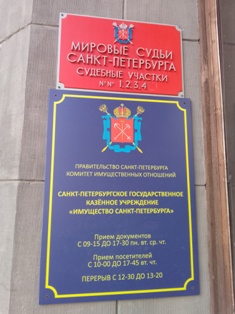 МИРОВЫЕ СУДЬИ
САНКТ-ПЕТЕРБУРГА
СУДЕБНЫЕ УЧАСТКИ
№№ 1,2,3,4
ПРАВИТЕЛЬСТВО САНКТ-ПЕТЕРБУРГА
КОМИТЕТ ИМУЩЕСТВЕННЫХ ОТНОШЕНИЙ
САНКТ-ПЕТЕРБУРГСКОЕ ГОСУДАРСТВЕННОЕ
КАЗЁННОЕ УЧРЕЖДЕНИЕ
«ИМУЩЕСТВО САНКТ-ПЕТЕРБУРГА»
Прием документов
С 09-15 ДО 17-30 пн. вт. ср. чт.
Прием посетителей
С 10-00 ДО 17-45 вт. чт.
ПЕРЕРЫВ С 12-30 ДО 13-20